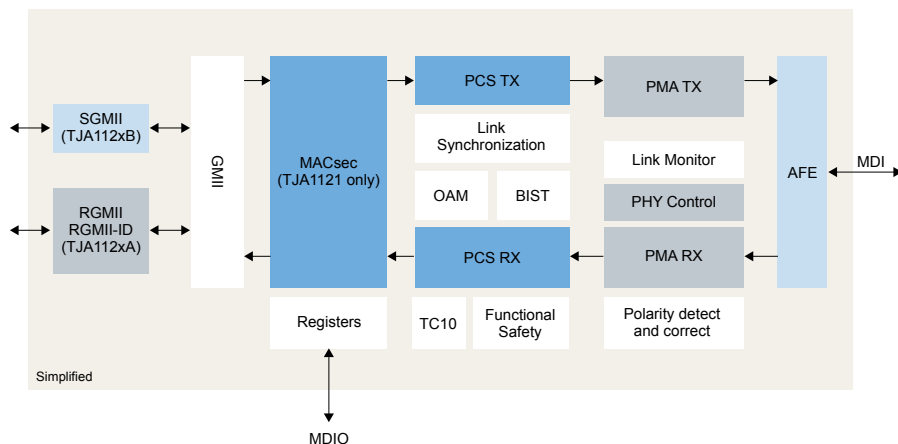 SGMII
(TJA112xB)
RGMII
RGMII-ID
(TJA112xA)
GMII
MACsec
(TJA1121 only)
PCS TX
Link
Synchronization
OAM
BIST
PCS RX
PMA TX
Link Monitor
PHY Control
PMA RX
AFE
MDI
Registers
TC10
Functional
Safety
Polarity detect
and correct
Simplified
MDIO